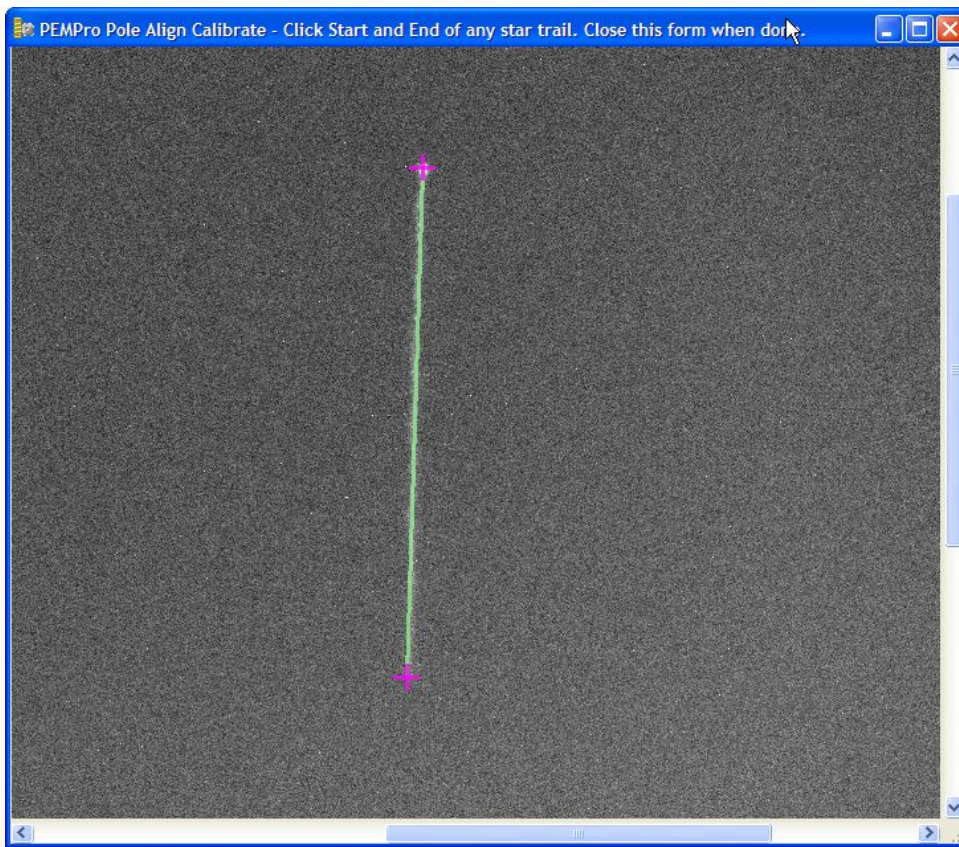 PEMPro Pole Align Calibrate - Click Start and End of any star trail. Close this form when done.